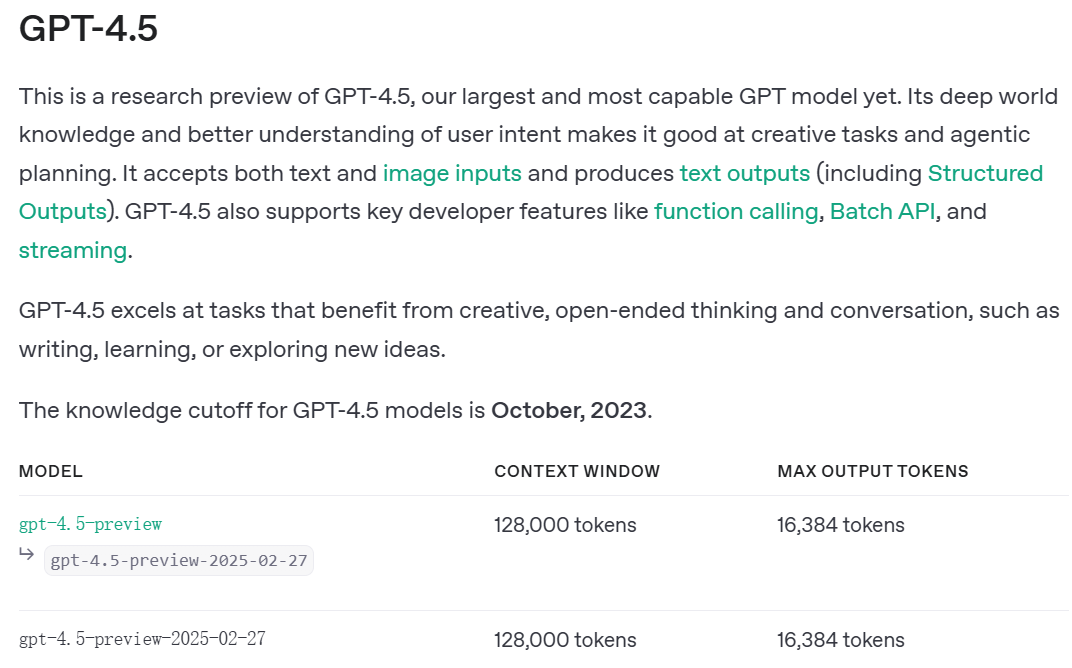 GPT-4.5
This is a research preview of GPT-4.5, our largest and most capable GPT model yet. Its deep world
knowledge and better understanding of user intent makes it good at creative tasks and agentic
planning. It accepts both text and image inputs and produces text outputs (including Structured
Outputs). GPT-4.5 also supports key developer features like function calling, Batch API, and
streaming.
GPT-4.5 excels at tasks that benefit from creative, open-ended thinking and conversation, such as
writing, learning, or exploring new ideas.
The knowledge cutoff for GPT-4.5 models is October, 2023.
MODEL CONTEXT WINDOW MAX OUTPUT TOKENS
gpt-4.5-preview 128,000 tokens 16,384 tokens
↳ gpt-4.5-preview-2025-02-27
gpt-4.5-preview-2025-02-27 128,000 tokens 16,384 tokens